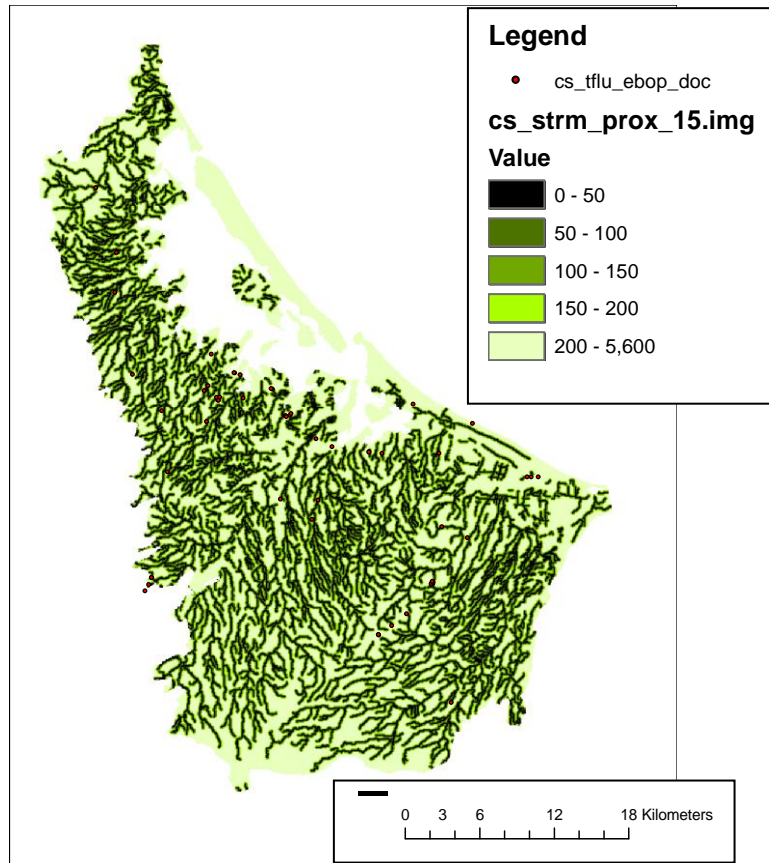 Legend
cs_tflu_ebop_doc
cs_strm_prox_15.img
Value
0 - 50
50 - 100
100 - 150
150 - 200
200 - 5,600
0 3 6 12 18 Kilometers